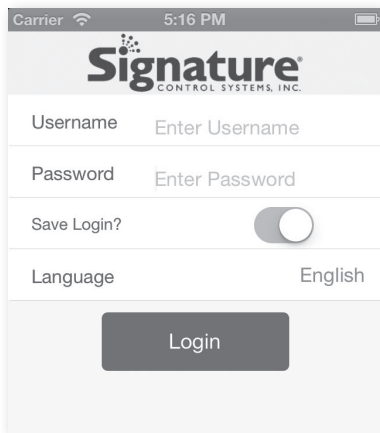 Carrier 5:16 PM
Signature®
CONTROL SYSTEMS, INC.
Username Enter Username
Password Enter Password
Save Login?
Language English
Login